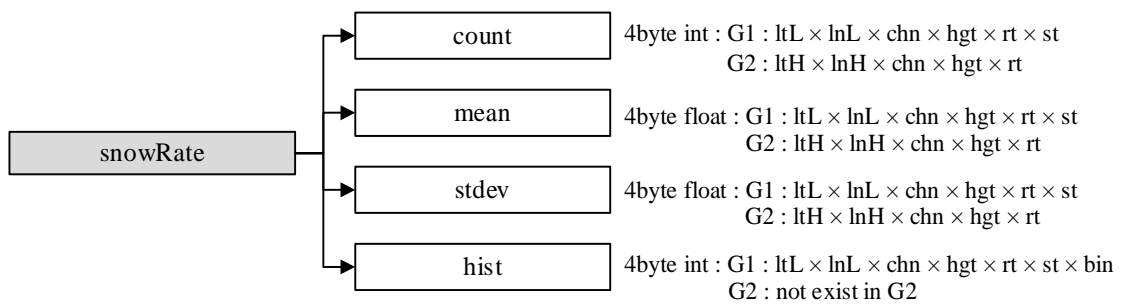 count
4byte int : G1 : ltL × lnL × chn × hgt × rt × st
G2 : ltH × lnH × chn × hgt × rt
mean
4byte float : G1 : ltL × lnL × chn × hgt × rt × st
G2 : ltH × lnH × chn × hgt × rt
snowRate
stdev
4byte float : G1 : ltL × lnL × chn × hgt × rt × st
G2 : ltH × lnH × chn × hgt × rt
hist
4byte int : G1 : ltL × lnL × chn × hgt × rt × st × bin
G2 : not exist in G2